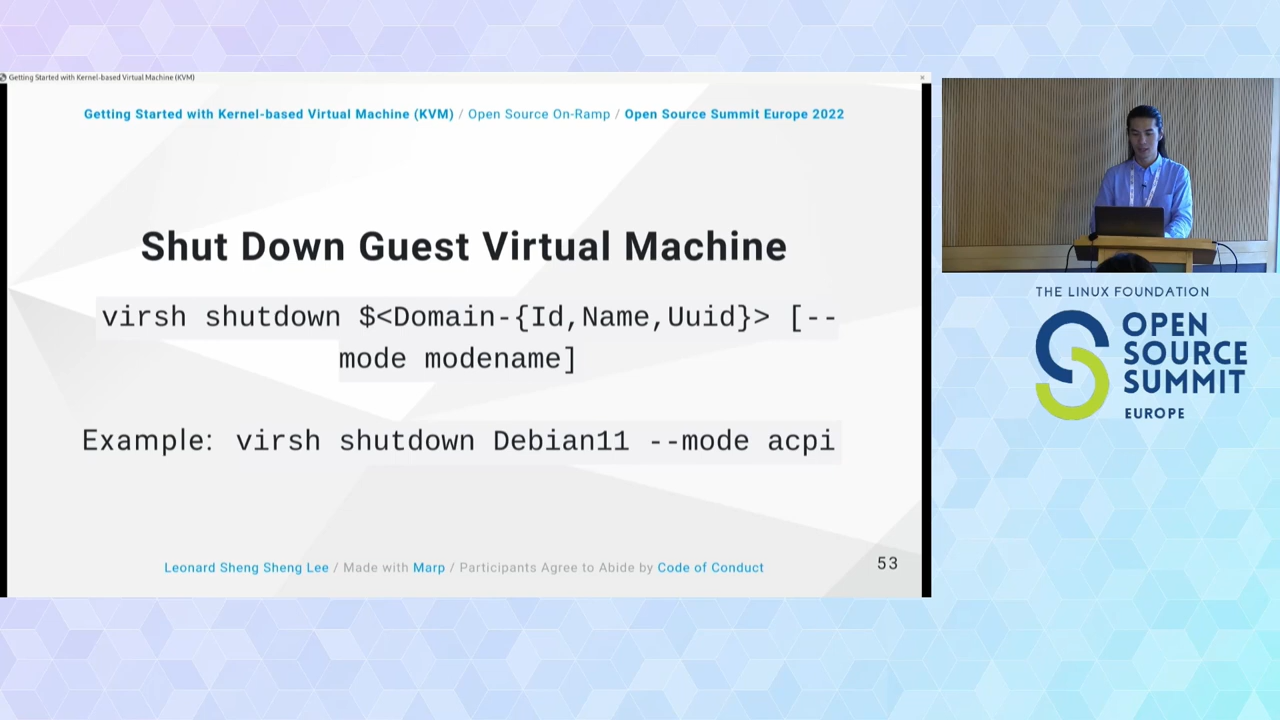 Getting Started with Kernel-based Virtual Machine (KVM)
×
Getting Started with Kernel-based Virtual Machine (KVM) / Open Source On-Ramp / Open Source Summit Europe 2022
Shut Down Guest Virtual Machine
virsh shutdown $<Domain-{Id,Name,Uuid}> [--
mode modename]
Example: virsh shutdown Debian11 --mode acpi
Leonard Sheng Sheng Lee / Made with Marp / Participants Agree to Abide by Code of Conduct
53
THE LINUX FOUNDATION
OPEN
SOURCE
SUMMIT
EUROPE